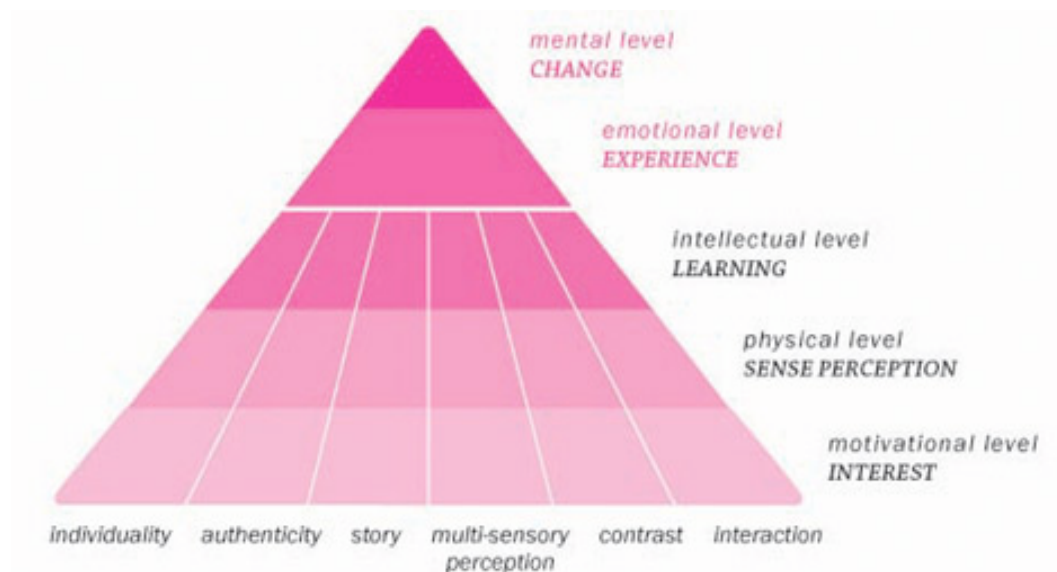 mental level
CHANGE
emotional level
EXPERIENCE
intellectual level
LEARNING
physical level
SENSE PERCEPTION
motivational level
INTEREST
individuality authenticity story multi-sensory contrast interaction
perception